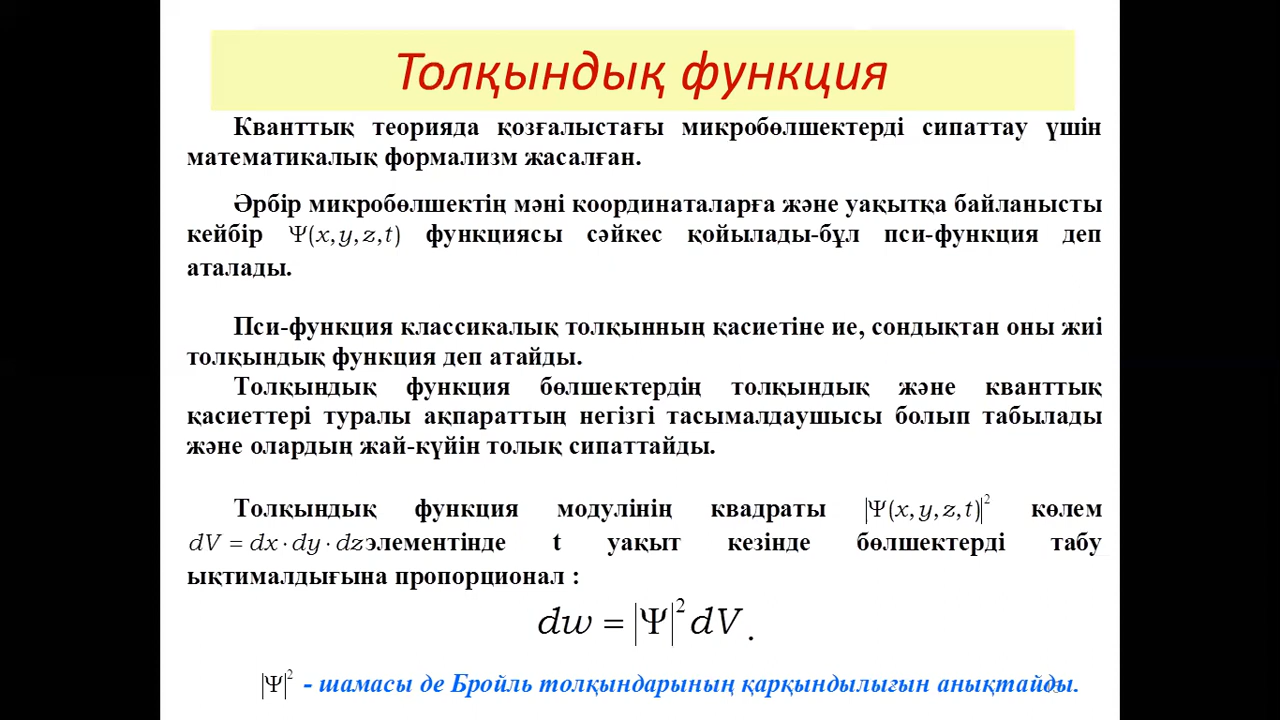 Толқындық функция
Кванттық теорияда қозғалыстағы микробөлшектерді сипаттау үшін
математикалық формализм жасалған.
Әрбір микробөлшектің мәні координаталарға және уақытқа байланысты
кейбір Ψ(x,y,z,t) функциясы сәйкес қойылады-бұл пси-функция деп
аталады.
Пси-функция классикалық толқынның қасиетіне ие, сондықтан оны жиі
толқындық функция деп атайды.
Толқындық функция бөлшектердің толқындық және кванттық
қасиеттері туралы ақпараттың негізгі тасымалдаушысы болып табылады
және олардың жай-күйін толық сипаттайды.
Толқындық функция модулінің квадраты |Ψ(x,y,z,t)|² көлем
dV = dx·dy·dz элементінде t уақыт кезінде бөлшектерді табу
ықтималдығына пропорционал :
dw = |Ψ|² dV.
|Ψ|² - шамасы де Бройль толқындарының қарқындылығын анықтайды.